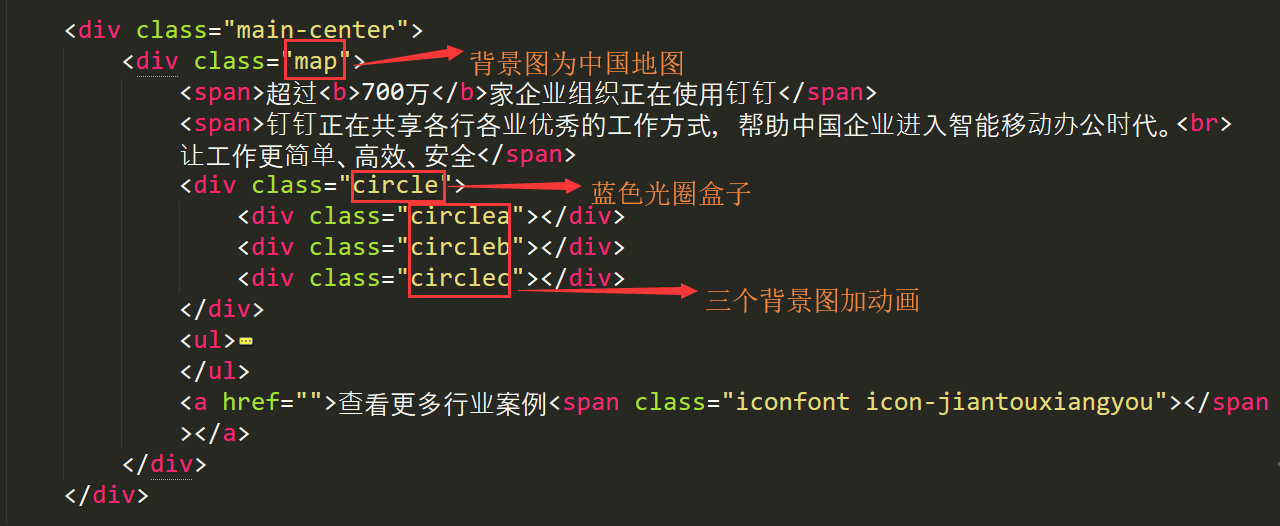 <div class="main-center">
<div class="map">
背景图为中国地图
<span>超过<b>700万</b>家企业组织正在使用钉钉</span>
<span>钉钉正在共享各行各业优秀的工作方式, 帮助中国企业进入智能移动办公时代。<br>
让工作更简单、高效、安全</span>
<div class="circle">
蓝色光圈盒子
<div class="circlea"></div>
<div class="circleb"></div>
<div class="circlec"></div>
三个背景图加动画
</div>
<ul>
</ul>
<a href="">查看更多行业案例<span class="iconfont icon-jiantouxiangyou"></span
></a>
</div>
</div>